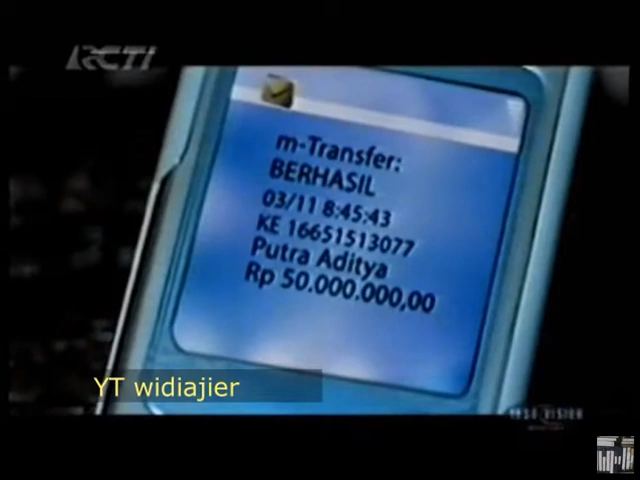 RCTI
m-Transfer:
BERHASIL
03/11 8:45:43
KE 16651513077
Putra Aditya
Rp 50.000.000,00
YT widiajier